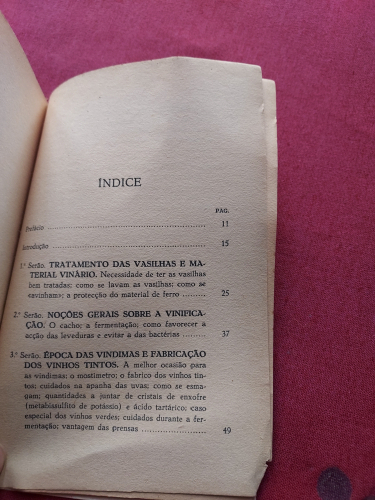 ÍNDICE
PÁG.
Prefácio 11
Introdução 15
1.º Serão. TRATAMENTO DAS VASILHAS E MA-
TERIAL VINÁRIO. Necessidade de ter as vasilhas
bem tratadas; como se lavam as vasilhas; como se
«avinham»; a protecção do material de ferro 25
2.º Serão. NOÇÕES GERAIS SOBRE A VINIFICA-
ÇÃO. O cacho; a fermentação; como favorecer a
acção das leveduras e evitar a das bactérias 37
3.º Serão. ÉPOCA DAS VINDIMAS E FABRICAÇÃO
DOS VINHOS TINTOS. A melhor ocasião para
as vindimas; o mostímetro; o fabrico dos vinhos tin-
tos; cuidados na apanha das uvas; como se esma-
gam; quantidades a juntar de cristais de enxofre
(metabissulfito de potássio) e ácido tartárico; caso
especial dos vinhos verdes; cuidados durante a fer-
mentação; vantagem das prensas 49